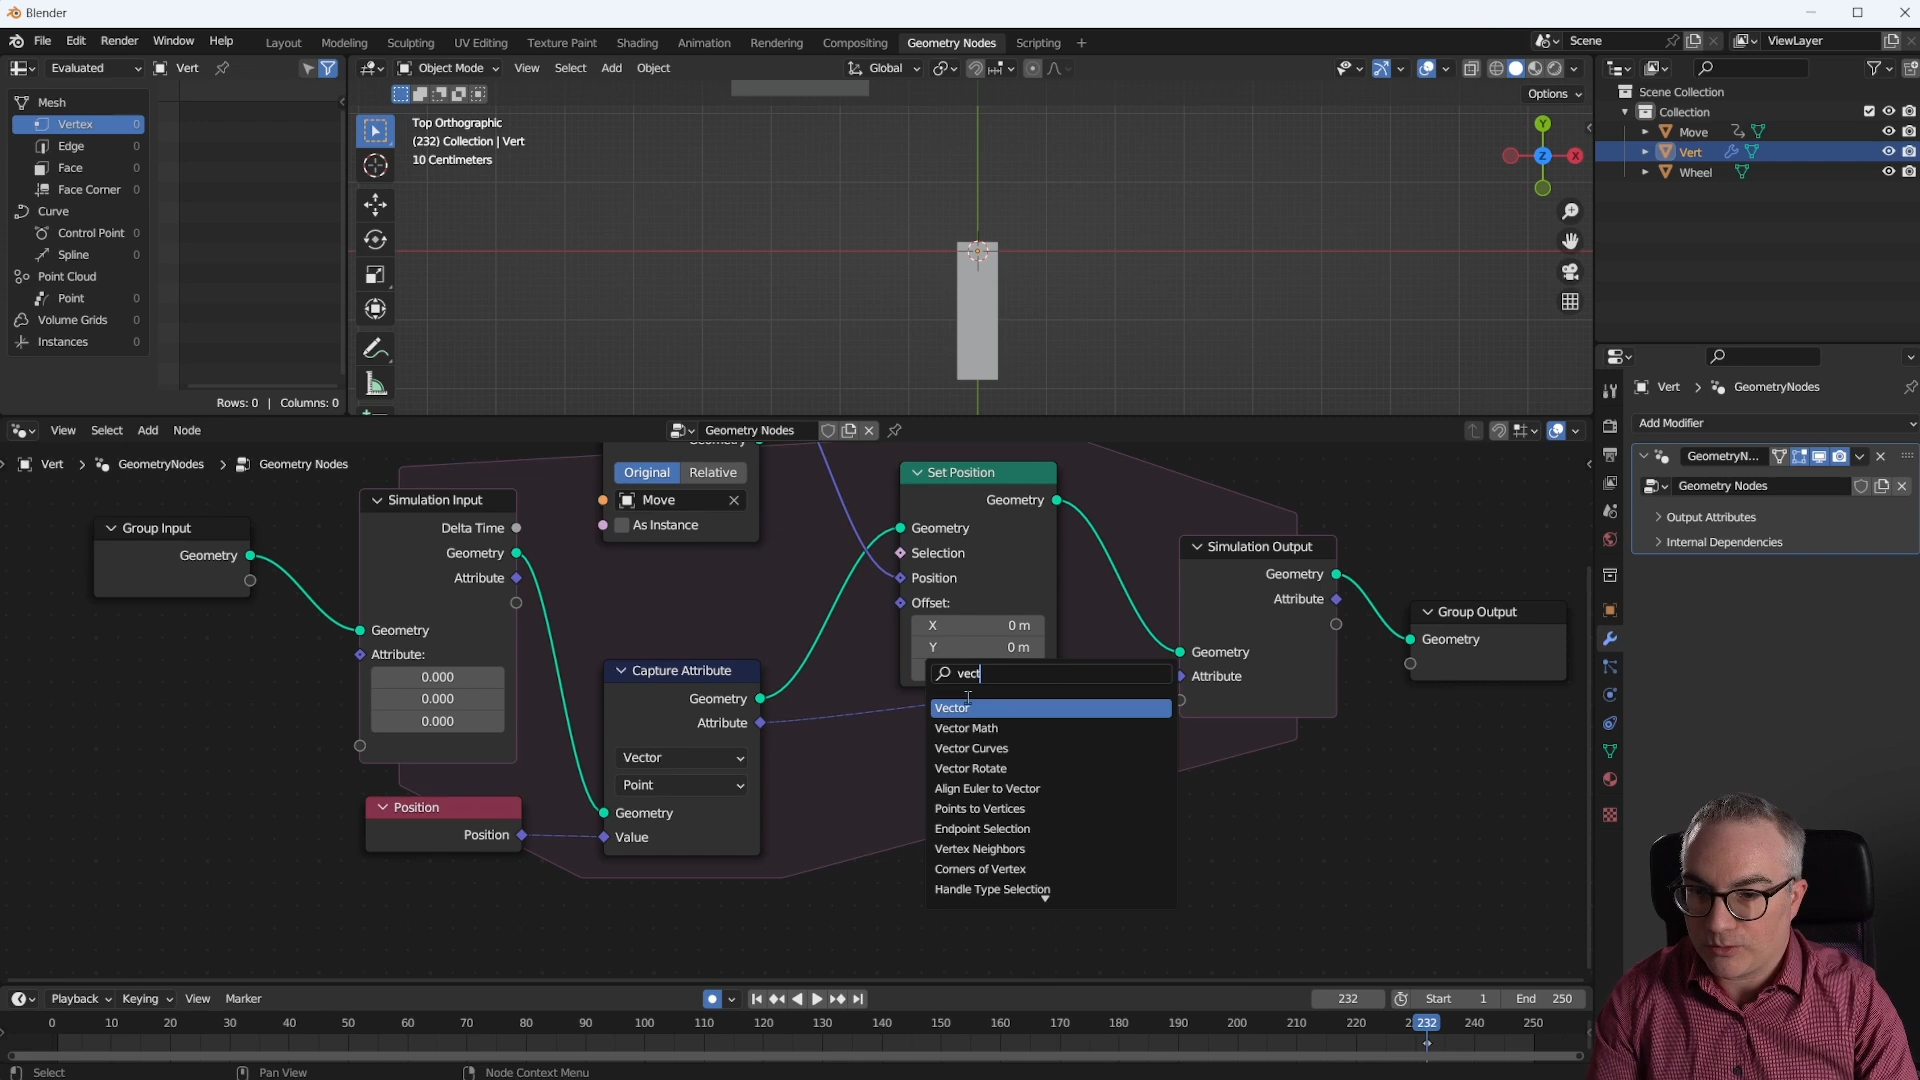 Blender
File Edit Render Window Help Layout Modeling Sculpting UV Editing Texture Paint Shading Animation Rendering Compositing Geometry Nodes Scripting + Scene ViewLayer
Evaluated Vert Object Mode View Select Add Object Global
Options
Mesh
Vertex 0
Edge 0
Face 0
Face Corner 0
Curve
Control Point 0
Spline 0
Point Cloud
Point 0
Volume Grids 0
Instances 0
Rows: 0 | Columns: 0
Top Orthographic
(232) Collection | Vert
10 Centimeters
Y
Z
X
Scene Collection
Collection
Move
Vert
Wheel
Vert > GeometryNodes
Add Modifier
GeometryN...
Geometry Nodes
> Output Attributes
> Internal Dependencies
View Select Add Node Geometry Nodes
Vert > GeometryNodes > Geometry Nodes
Group Input
Geometry
Simulation Input
Delta Time
Geometry
Attribute
Geometry
Attribute:
0.000
0.000
0.000
Position
Position
Original Relative
Move
As Instance
Capture Attribute
Geometry
Attribute
Vector
Point
Geometry
Value
Set Position
Geometry
Geometry
Selection
Position
Offset:
X 0 m
Y 0 m
vect
Vector
Vector Math
Vector Curves
Vector Rotate
Align Euler to Vector
Points to Vertices
Endpoint Selection
Vertex Neighbors
Corners of Vertex
Handle Type Selection
Simulation Output
Geometry
Attribute
Geometry
Attribute
Group Output
Geometry
Playback Keying View Marker 232 Start 1 End 250
0 10 20 30 40 50 60 70 80 90 100 110 120 130 140 150 160 170 180 190 200 210 220 232 240 250
Select Pan View Node Context Menu